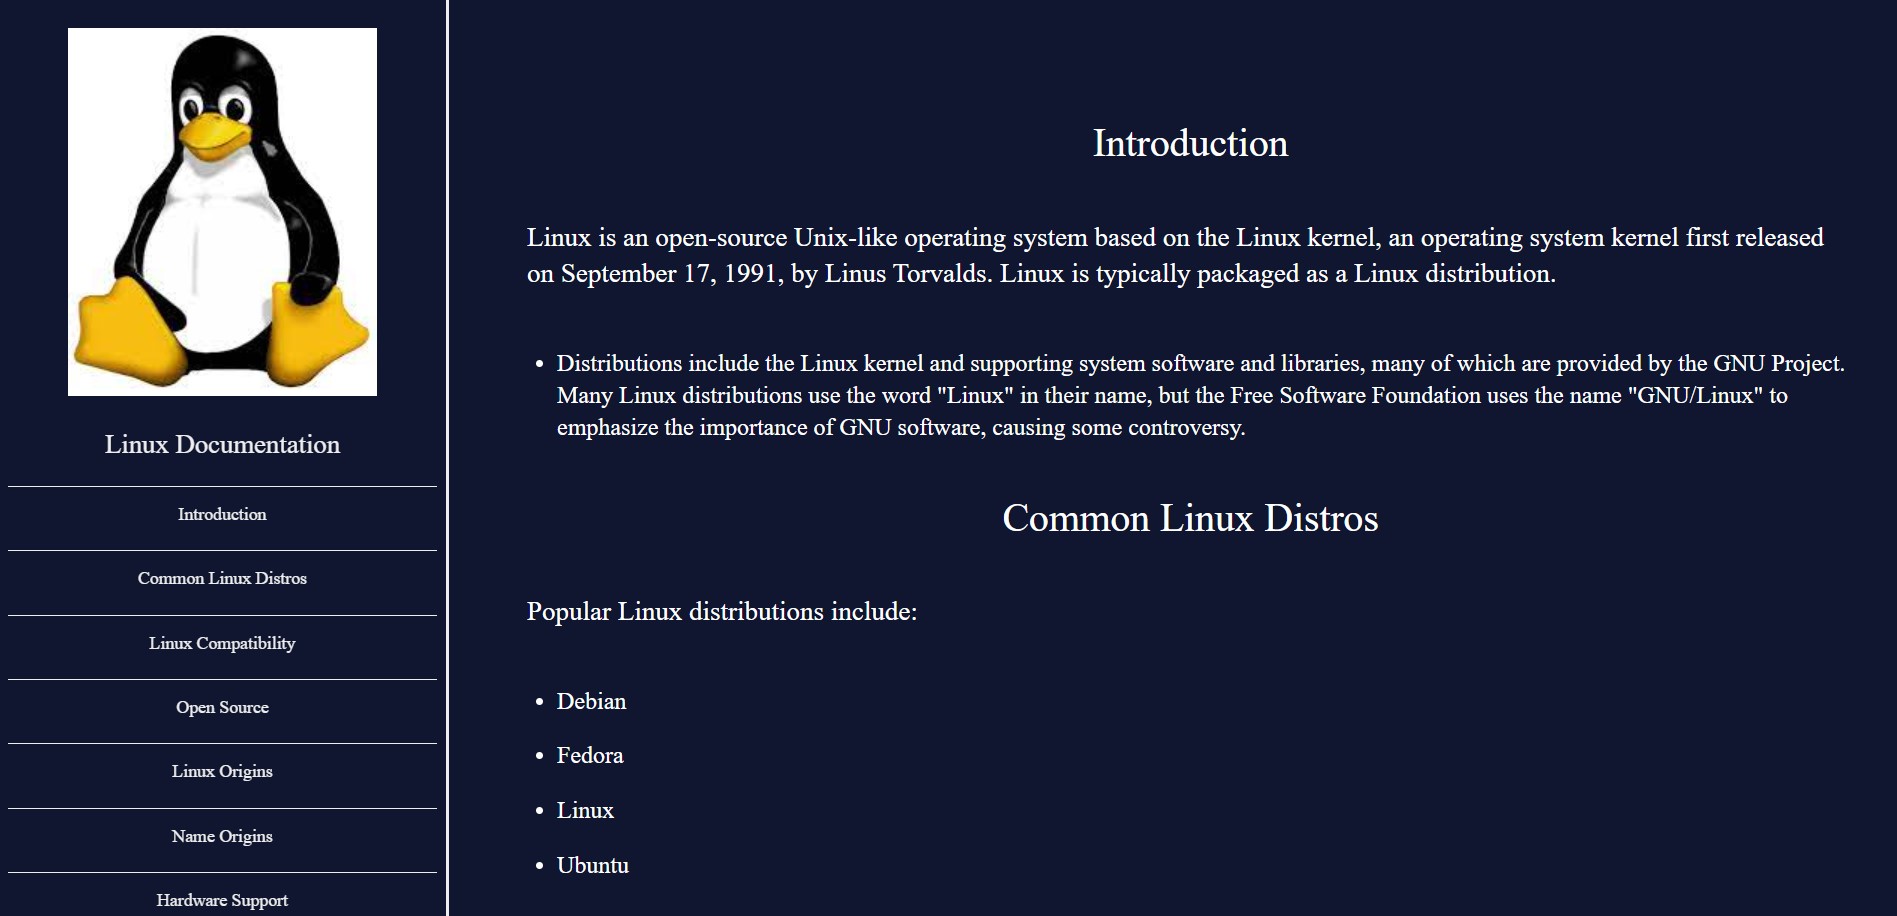 Linux Documentation
Introduction
Common Linux Distros
Linux Compatibility
Open Source
Linux Origins
Name Origins
Hardware Support
Introduction
Linux is an open-source Unix-like operating system based on the Linux kernel, an operating system kernel first released
on September 17, 1991, by Linus Torvalds. Linux is typically packaged as a Linux distribution.
• Distributions include the Linux kernel and supporting system software and libraries, many of which are provided by the GNU Project.
Many Linux distributions use the word "Linux" in their name, but the Free Software Foundation uses the name "GNU/Linux" to
emphasize the importance of GNU software, causing some controversy.
Common Linux Distros
Popular Linux distributions include:
• Debian
• Fedora
• Linux
• Ubuntu